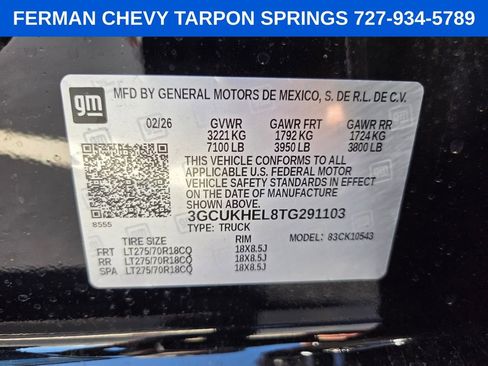 FERMAN CHEVY TARPON SPRINGS 727-934-5789
gm
MFD BY GENERAL MOTORS DE MEXICO, S. DE R.L. DE C.V.
02/26 GVWR GAWR FRT GAWR RR
3221 KG 1792 KG 1724 KG
7100 LB 3950 LB 3800 LB
THIS VEHICLE CONFORMS TO ALL
APPLICABLE U.S. FEDERAL MOTOR
VEHICLE SAFETY STANDARDS IN
EFFECT ON THE DATE OF
MANUFACTURE SHOWN ABOVE.
3GCUKHEL8TG291103
8555
TYPE: TRUCK
TIRE SIZE RIM MODEL: 83CK10543
FRT LT275/70R18CQ 18X8.5J
RR LT275/70R18CQ 18X8.5J
SPA LT275/70R18CQ 18X8.5J